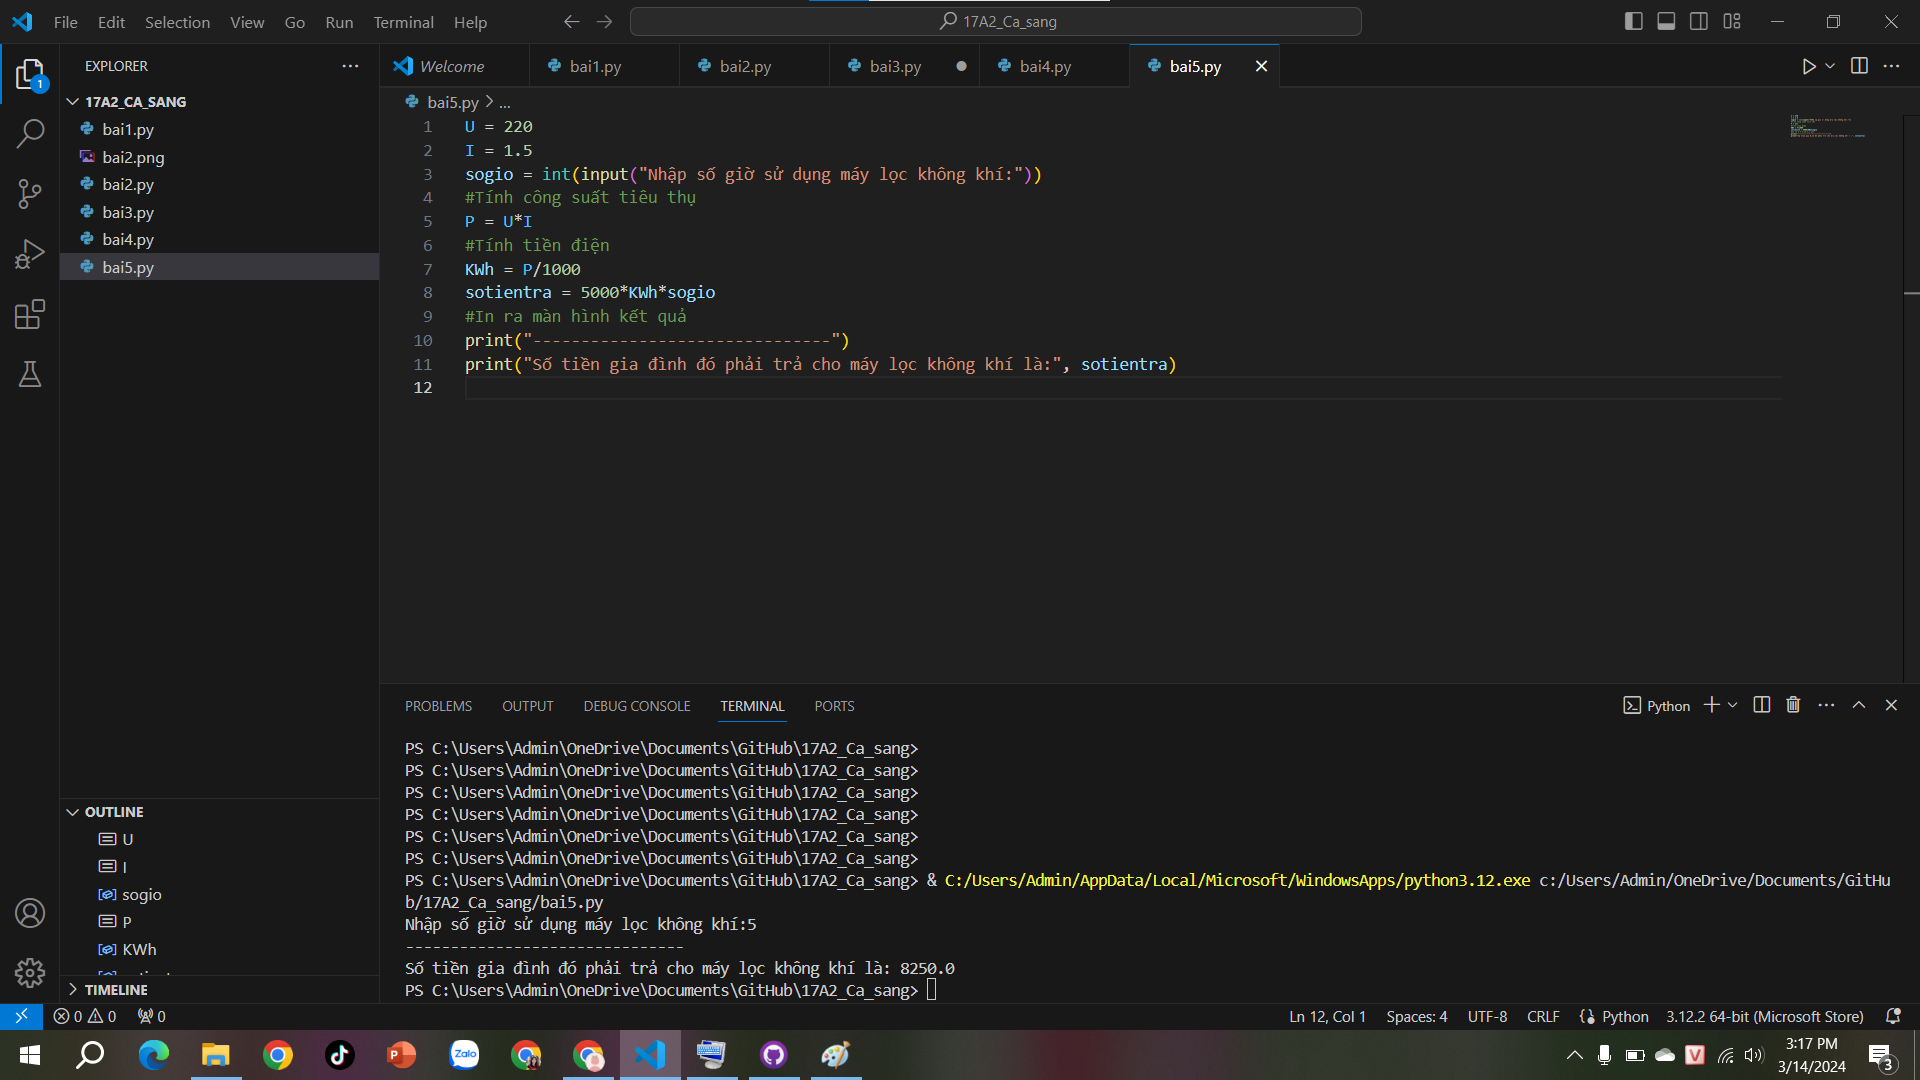 File Edit Selection View Go Run Terminal Help
17A2_Ca_sang
EXPLORER
1
17A2_CA_SANG
bai1.py
bai2.png
bai2.py
bai3.py
bai4.py
bai5.py
Welcome bai1.py bai2.py bai3.py bai4.py bai5.py
bai5.py > ...
1 U = 220
2 I = 1.5
3 sogio = int(input("Nhập số giờ sử dụng máy lọc không khí:"))
4 #Tính công suất tiêu thụ
5 P = U*I
6 #Tính tiền điện
7 KWh = P/1000
8 sotientra = 5000*KWh*sogio
9 #In ra màn hình kết quả
10 print("-------------------------------")
11 print("Số tiền gia đình đó phải trả cho máy lọc không khí là:", sotientra)
12
PROBLEMS OUTPUT DEBUG CONSOLE TERMINAL PORTS
Python
PS C:\Users\Admin\OneDrive\Documents\GitHub\17A2_Ca_sang>
PS C:\Users\Admin\OneDrive\Documents\GitHub\17A2_Ca_sang>
PS C:\Users\Admin\OneDrive\Documents\GitHub\17A2_Ca_sang>
PS C:\Users\Admin\OneDrive\Documents\GitHub\17A2_Ca_sang>
PS C:\Users\Admin\OneDrive\Documents\GitHub\17A2_Ca_sang>
PS C:\Users\Admin\OneDrive\Documents\GitHub\17A2_Ca_sang>
PS C:\Users\Admin\OneDrive\Documents\GitHub\17A2_Ca_sang> & C:/Users/Admin/AppData/Local/Microsoft/WindowsApps/python3.12.exe c:/Users/Admin/OneDrive/Documents/GitHu
b/17A2_Ca_sang/bai5.py
Nhập số giờ sử dụng máy lọc không khí:5
-------------------------------
Số tiền gia đình đó phải trả cho máy lọc không khí là: 8250.0
PS C:\Users\Admin\OneDrive\Documents\GitHub\17A2_Ca_sang>
OUTLINE
U
I
sogio
P
KWh
TIMELINE
0 0 0
Ln 12, Col 1 Spaces: 4 UTF-8 CRLF Python 3.12.2 64-bit (Microsoft Store)
Zalo
V
3:17 PM
3/14/2024
3